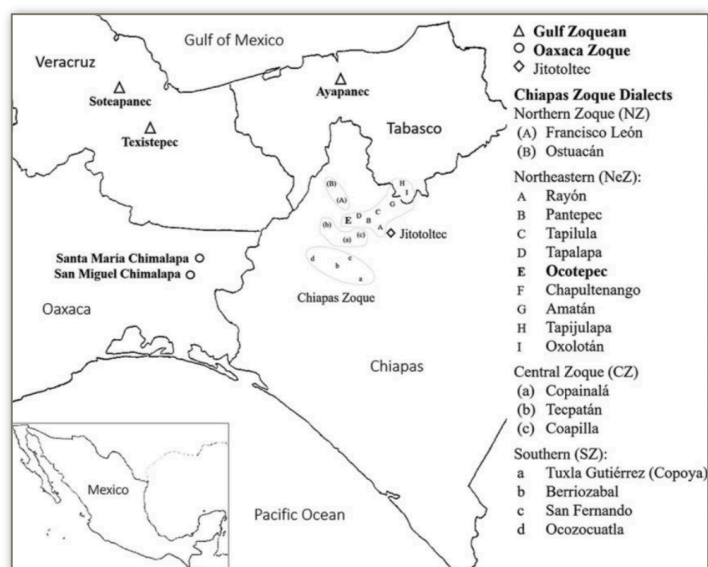 Gulf of Mexico
Veracruz
Soteapanec
Texistepec
Ayapanec
Tabasco
(B)
(A)
H
I
G
C
D
B
E
A
(b)
(c)
(a)
Jitotoltec
d
c
b
a
Chiapas Zoque
Santa María Chimalapa
San Miguel Chimalapa
Oaxaca
Chiapas
Mexico
Pacific Ocean
Gulf Zoquean
Oaxaca Zoque
Jitotoltec
Chiapas Zoque Dialects
Northern Zoque (NZ)
(A) Francisco León
(B) Ostuacán
Northeastern (NeZ):
A Rayón
B Pantepec
C Tapilula
D Tapalapa
E Ocotepec
F Chapultenango
G Amatán
H Tapijulapa
I Oxolotán
Central Zoque (CZ)
(a) Copainalá
(b) Tecpatán
(c) Coapilla
Southern (SZ):
a Tuxla Gutiérrez (Copoya)
b Berriozabal
c San Fernando
d Ocozocuatla